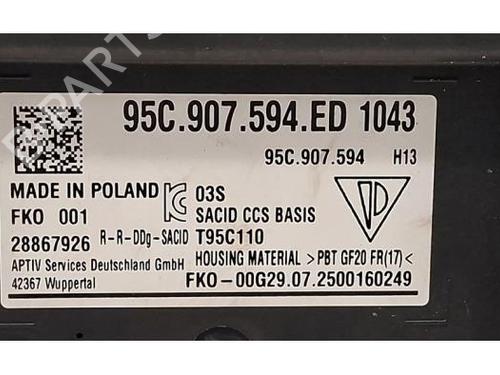 95C.907.594.ED 1043
95C.907.594 H13
MADE IN POLAND 03S
FKO 001 SACID CCS BASIS
28867926 R-R-DDg-SACID T95C110
APTIV Services Deutschland GmbH HOUSING MATERIAL >PBT GF20 FR(17)<
42367 Wuppertal FKO-00G29.07.2500160249